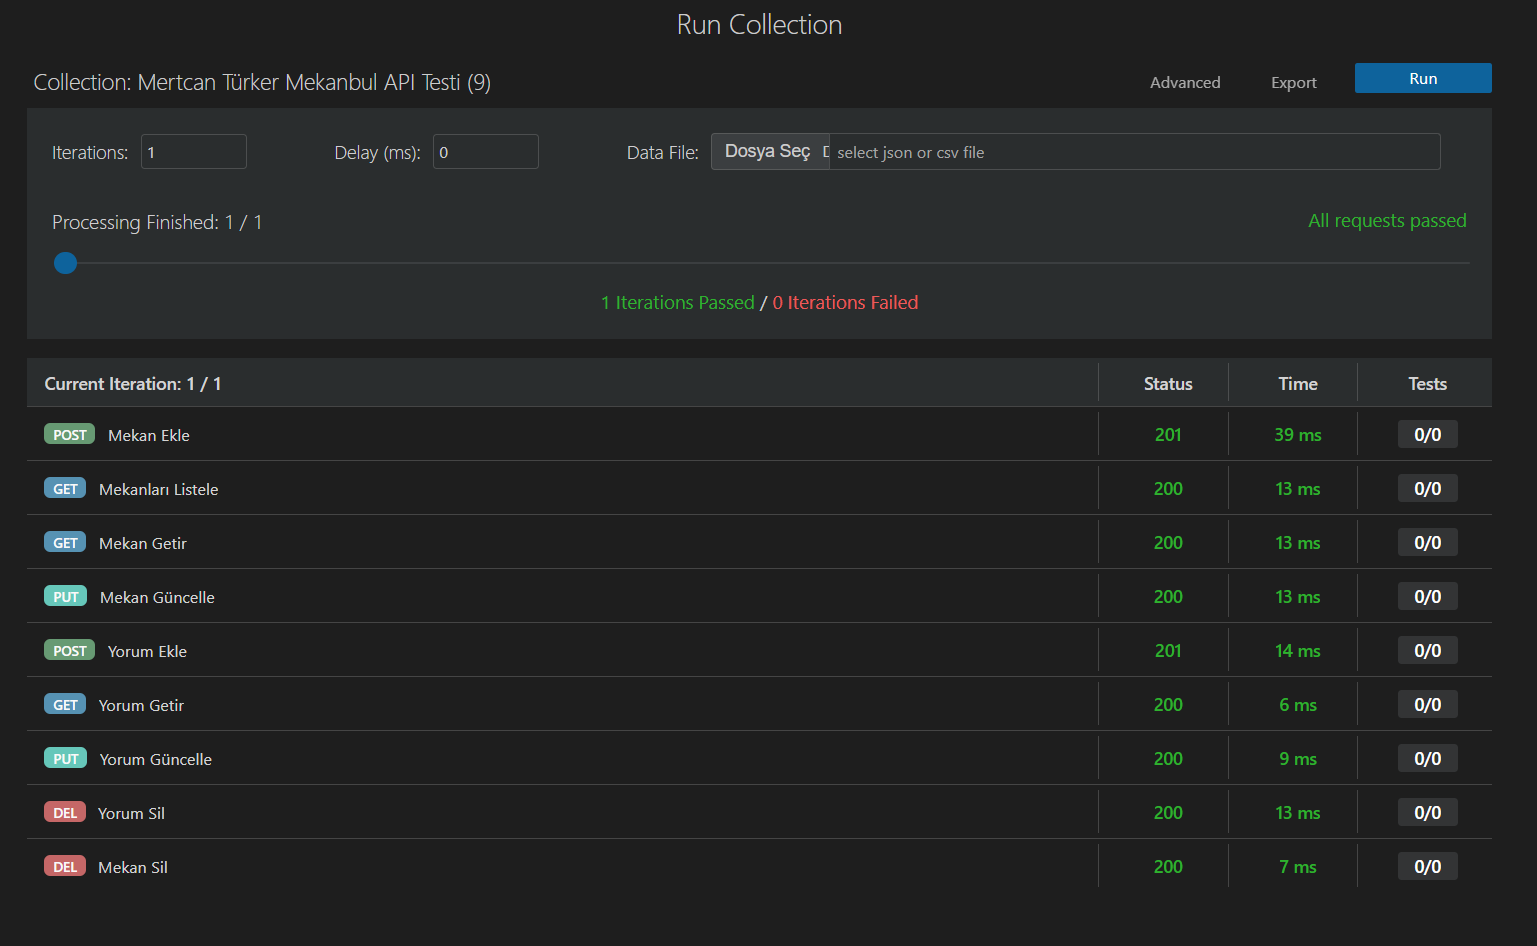 Run Collection
Collection: Mertcan Türker Mekanbul API Testi (9)
Advanced
Export
Run
Iterations: 1
Delay (ms): 0
Data File: Dosya Seç select json or csv file
Processing Finished: 1 / 1
All requests passed
1 Iterations Passed / 0 Iterations Failed
Current Iteration: 1 / 1 Status Time Tests
POST Mekan Ekle 201 39 ms 0/0
GET Mekanları Listele 200 13 ms 0/0
GET Mekan Getir 200 13 ms 0/0
PUT Mekan Güncelle 200 13 ms 0/0
POST Yorum Ekle 201 14 ms 0/0
GET Yorum Getir 200 6 ms 0/0
PUT Yorum Güncelle 200 9 ms 0/0
DEL Yorum Sil 200 13 ms 0/0
DEL Mekan Sil 200 7 ms 0/0